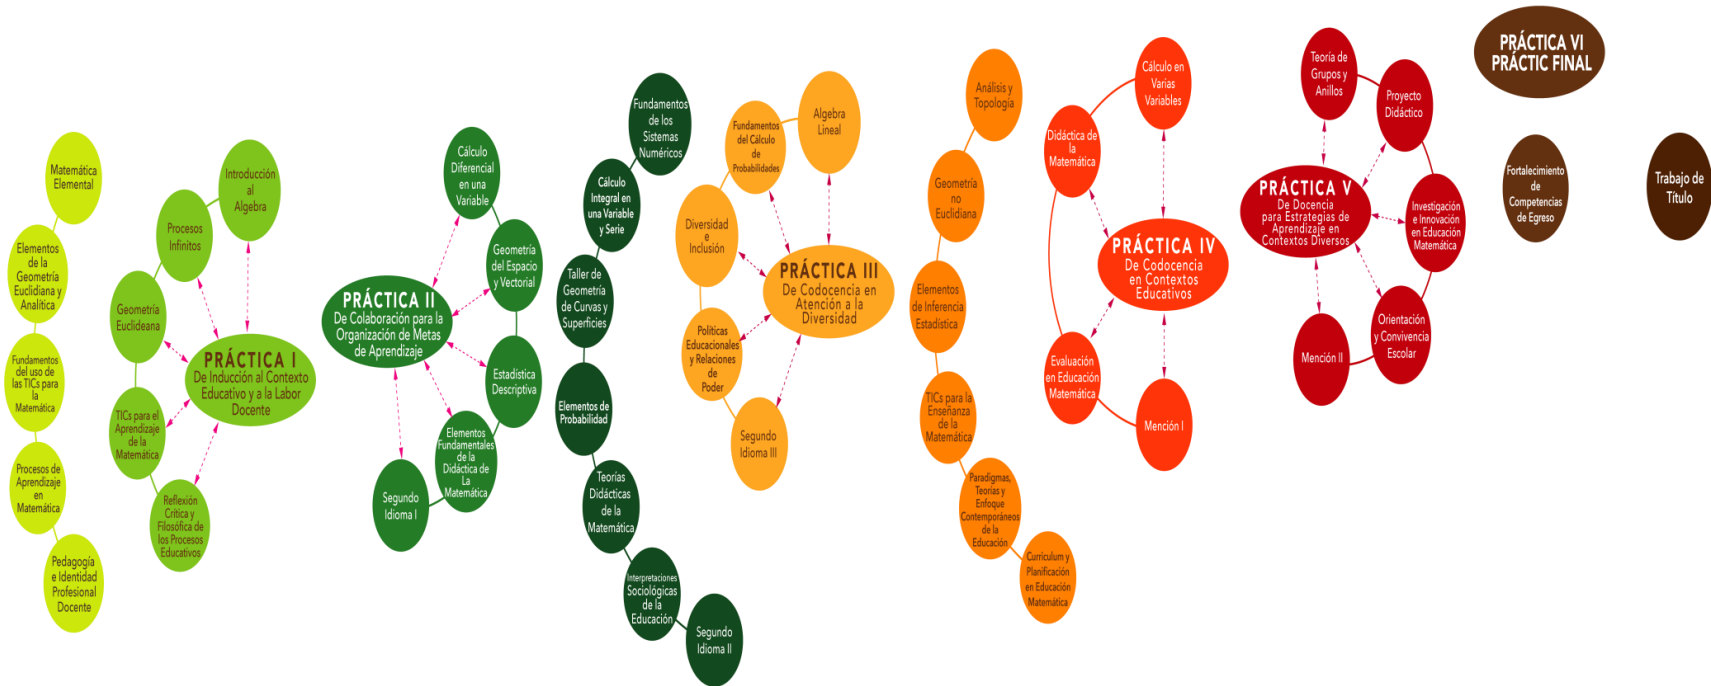 Matemática
Elemental
Elementos
de la
Geometría
Euclidiana y
Analítica
Fundamentos
del uso de
las TICs para
la
Matemática
Procesos de
Aprendizaje
en
Matemática
Pedagogía
e Identidad
Profesional
Docente
Introducción
al
Algebra
Procesos
Infinitos
Geometría
Euclideana
TICs para el
Aprendizaje
de la
Matemática
Reflexión
Crítica y
Filosófica de
los Procesos
Educativos
PRÁCTICA I
De Inducción al Contexto
Educativo y a la Labor
Docente
Cálculo
Diferencial
en una
Variable
Geometría
del Espacio
y Vectorial
Estadística
Descriptiva
Elementos
Fundamentales
de la
Didáctica de
La
Matemática
Segundo
Idioma I
PRÁCTICA II
De Colaboración para la
Organización de Metas
de Aprendizaje
Fundamentos
de los
Sistemas
Numéricos
Cálculo
Integral en
una Variable
y Serie
Taller de
Geometría
de Curvas y
Superficies
Elementos de
Probabilidad
Teorías
Didácticas
de la
Matemática
Interpretaciones
Sociológicas
de la
Educación
Segundo
Idioma II
Algebra
Lineal
Fundamentos
del Cálculo
de
Probabilidades
Diversidad
e
Inclusión
Políticas
Educacionales
y Relaciones
de
Poder
Segundo
Idioma III
PRÁCTICA III
De Codocencia en
Atención a la
Diversidad
Análisis y
Topología
Geometría
no
Euclidiana
Elementos
de Inferencia
Estadística
TICs para la
Enseñanza
de la
Matemática
Paradigmas,
Teorías y
Enfoque
Contemporáneos
de la
Educación
Curriculum y
Planificación
en Educación
Matemática
Cálculo en
Varias
Variables
Didáctica de
la
Matemática
Evaluación
en Educación
Matemática
Mención I
PRÁCTICA IV
De Codocencia
en Contextos
Educativos
Teoría de
Grupos y
Anillos
Proyecto
Didáctico
Investigación
e Innovación
en Educación
Matemática
Orientación
y Convivencia
Escolar
Mención II
PRÁCTICA V
De Docencia
para Estrategias de
Aprendizaje en
Contextos Diversos
PRÁCTICA VI
PRÁCTIC FINAL
Fortalecimiento
de
Competencias
de Egreso
Trabajo de
Título